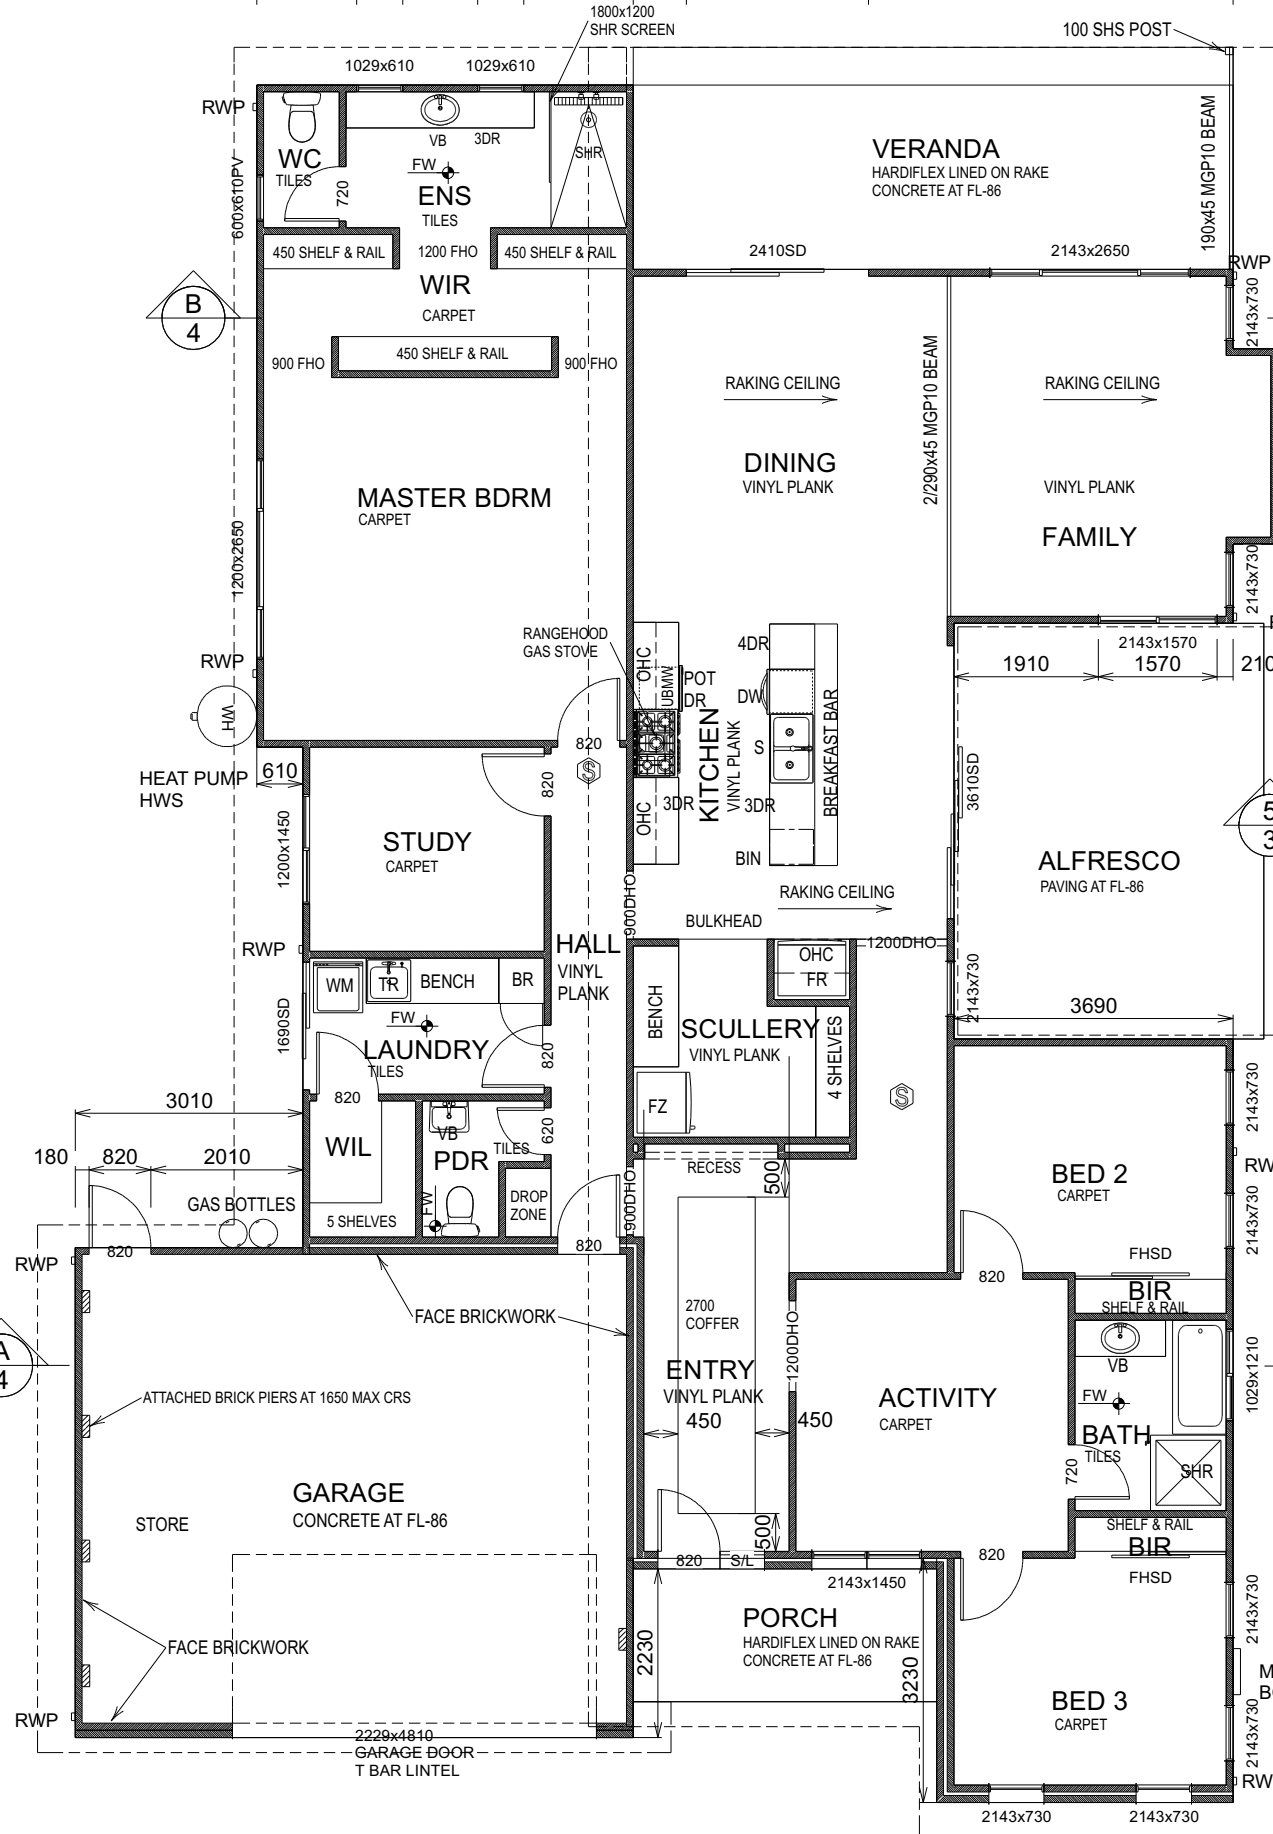 1800x1200
SHR SCREEN
100 SHS POST
1029x610
1029x610
RWP
WC
TILES
VB
3DR
FW
SHR
720
ENS
TILES
600x610PV
VERANDA
HARDIFLEX LINED ON RAKE
CONCRETE AT FL-86
190x45 MGP10 BEAM
450 SHELF & RAIL
1200 FHO
450 SHELF & RAIL
2410SD
2143x2650
RWP
WIR
CARPET
B
4
2143x730
900 FHO
450 SHELF & RAIL
900 FHO
RAKING CEILING
RAKING CEILING
2/290x45 MGP10 BEAM
DINING
VINYL PLANK
VINYL PLANK
FAMILY
MASTER BDRM
CARPET
1200x2650
2143x730
RANGEHOOD
GAS STOVE
RWP
HW
OHC
UBMW
POT
DR
4DR
DW
S
KITCHEN
VINYL PLANK
BREAKFAST BAR
2143x1570
1910
1570
210
820
S
HEAT PUMP
HWS
610
820
OHC
3DR
3DR
BIN
3610SD
5
3
1200x1450
STUDY
CARPET
ALFRESCO
PAVING AT FL-86
RAKING CEILING
BULKHEAD
900DHO
1200DHO
RWP
HALL
VINYL
PLANK
WM
TR
BENCH
BR
OHC
FR
2143x730
3690
1690SD
FW
LAUNDRY
TILES
820
BENCH
SCULLERY
VINYL PLANK
4 SHELVES
FZ
S
2143x730
3010
820
WIL
VB
PDR
TILES
620
180
820
2010
GAS BOTTLES
5 SHELVES
FW
DROP
ZONE
900DHO
RECESS
500
BED 2
CARPET
2143x730
FHSD
BIR
SHELF & RAIL
820
RWP
820
820
2700
COFFER
FACE BRICKWORK
1200DHO
ENTRY
VINYL PLANK
450
450
4
ATTACHED BRICK PIERS AT 1650 MAX CRS
ACTIVITY
CARPET
VB
FW
BATH
TILES
1029x1210
720
SHR
GARAGE
CONCRETE AT FL-86
STORE
500
SHELF & RAIL
BIR
FHSD
820
S/L
820
2143x1450
2143x730
PORCH
HARDIFLEX LINED ON RAKE
CONCRETE AT FL-86
2230
3230
FACE BRICKWORK
BED 3
CARPET
2143x730
RWP
2229x4810
GARAGE DOOR
T BAR LINTEL
2143x730
2143x730